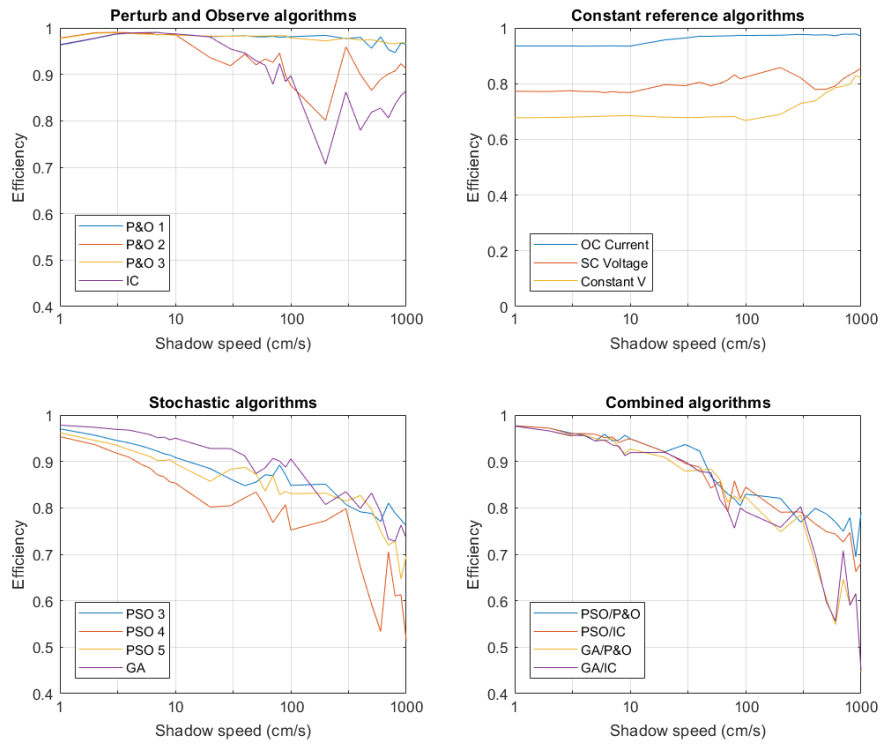 Perturb and Observe algorithms
1
0.9
0.8
0.7
0.6
0.5
0.4
Efficiency
P&O 1
P&O 2
P&O 3
IC
1 10 100 1000
Shadow speed (cm/s)
Constant reference algorithms
1
0.8
0.6
0.4
0.2
0
Efficiency
OC Current
SC Voltage
Constant V
1 10 100 1000
Shadow speed (cm/s)
Stochastic algorithms
1
0.9
0.8
0.7
0.6
0.5
0.4
Efficiency
PSO 3
PSO 4
PSO 5
GA
1 10 100 1000
Shadow speed (cm/s)
Combined algorithms
1
0.9
0.8
0.7
0.6
0.5
0.4
Efficiency
PSO/P&O
PSO/IC
GA/P&O
GA/IC
1 10 100 1000
Shadow speed (cm/s)